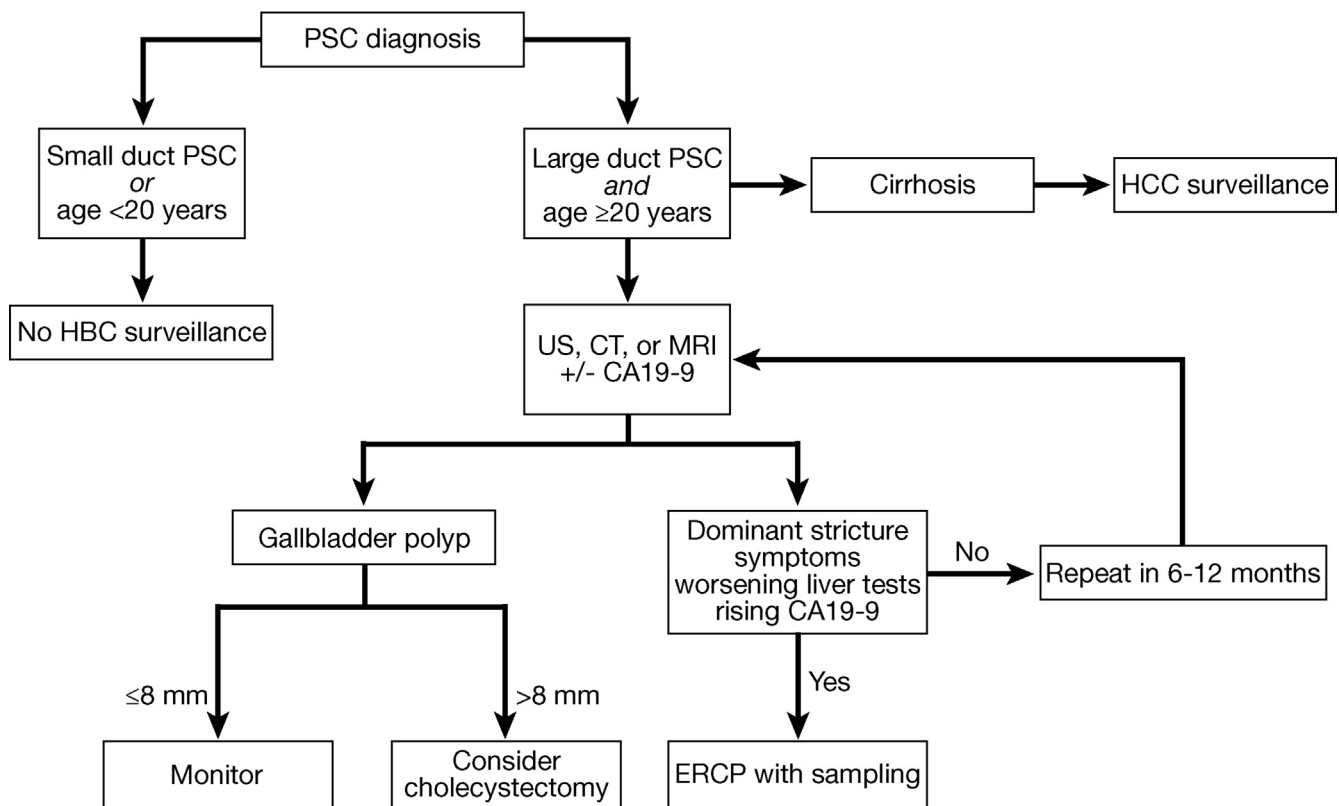 PSC diagnosis
Small duct PSC
or
age <20 years
Large duct PSC
and
age ≥20 years
Cirrhosis
HCC surveillance
No HBC surveillance
US, CT, or MRI
+/- CA19-9
Gallbladder polyp
Dominant stricture
symptoms
worsening liver tests
rising CA19-9
No
Repeat in 6-12 months
≤8 mm
>8 mm
Yes
Monitor
Consider
cholecystectomy
ERCP with sampling